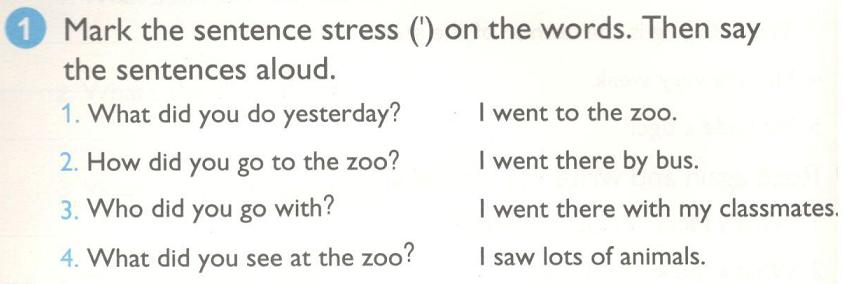 1 Mark the sentence stress (') on the words. Then say
the sentences aloud.
1. What did you do yesterday? I went to the zoo.
2. How did you go to the zoo? I went there by bus.
3. Who did you go with? I went there with my classmates.
4. What did you see at the zoo? I saw lots of animals.